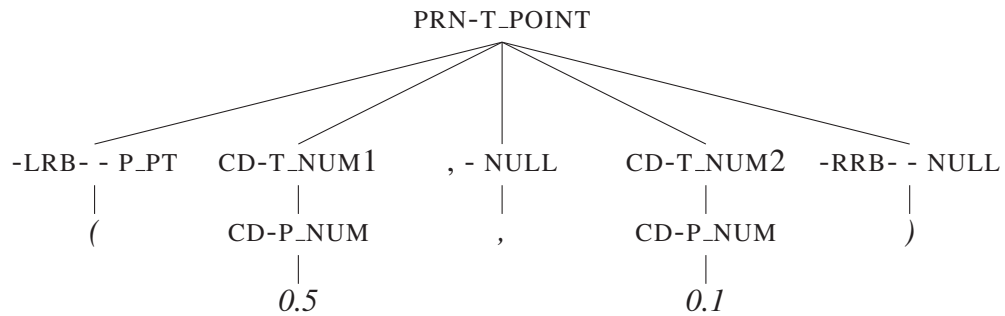 PRN-T_POINT
-LRB- - P_PT CD-T_NUM1 , - NULL CD-T_NUM2 -RRB- - NULL
( CD-P_NUM , CD-P_NUM )
0.5 0.1